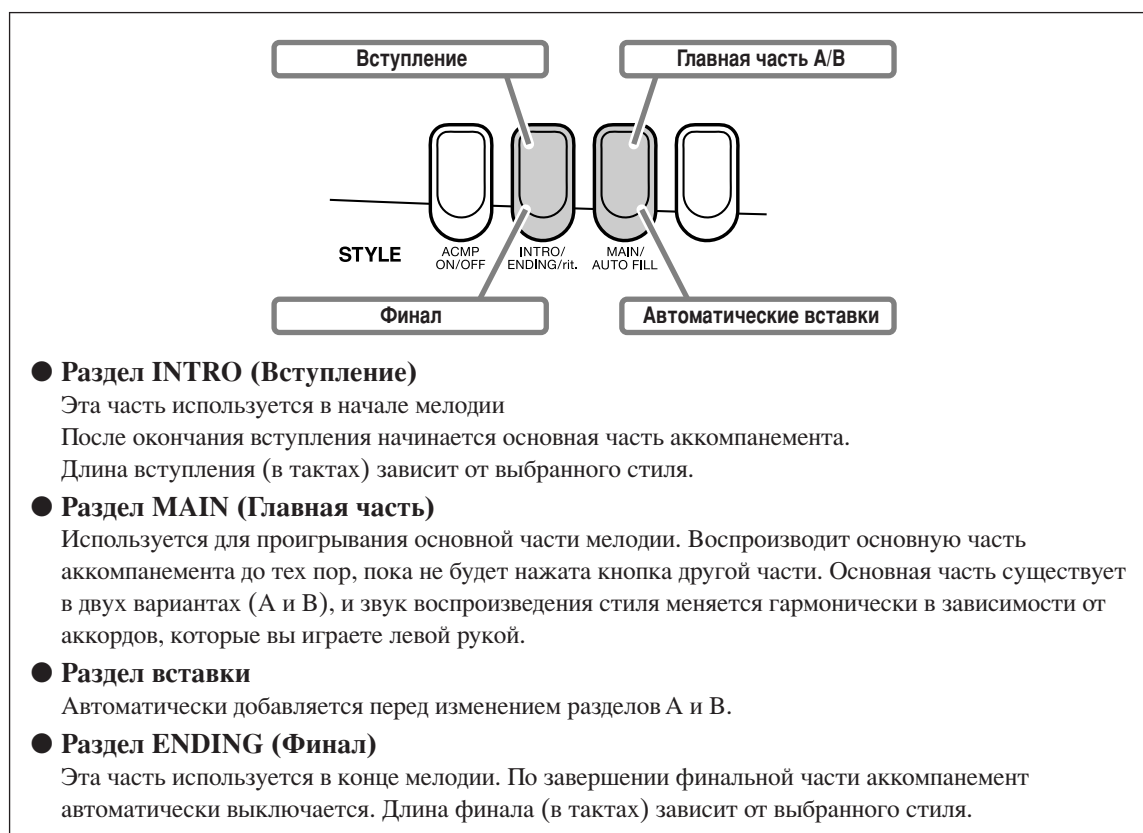 Вступление
Главная часть A/B
STYLE
ACMP
ON/OFF
INTRO/
ENDING/rit.
MAIN/
AUTO FILL
Финал
Автоматические вставки
● Раздел INTRO (Вступление)
Эта часть используется в начале мелодии
После окончания вступления начинается основная часть аккомпанемента.
Длина вступления (в тактах) зависит от выбранного стиля.
● Раздел MAIN (Главная часть)
Используется для проигрывания основной части мелодии. Воспроизводит основную часть
аккомпанемента до тех пор, пока не будет нажата кнопка другой части. Основная часть существует
в двух вариантах (A и B), и звук воспроизведения стиля меняется гармонически в зависимости от
аккордов, которые вы играете левой рукой.
● Раздел вставки
Автоматически добавляется перед изменением разделов A и B.
● Раздел ENDING (Финал)
Эта часть используется в конце мелодии. По завершении финальной части аккомпанемент
автоматически выключается. Длина финала (в тактах) зависит от выбранного стиля.